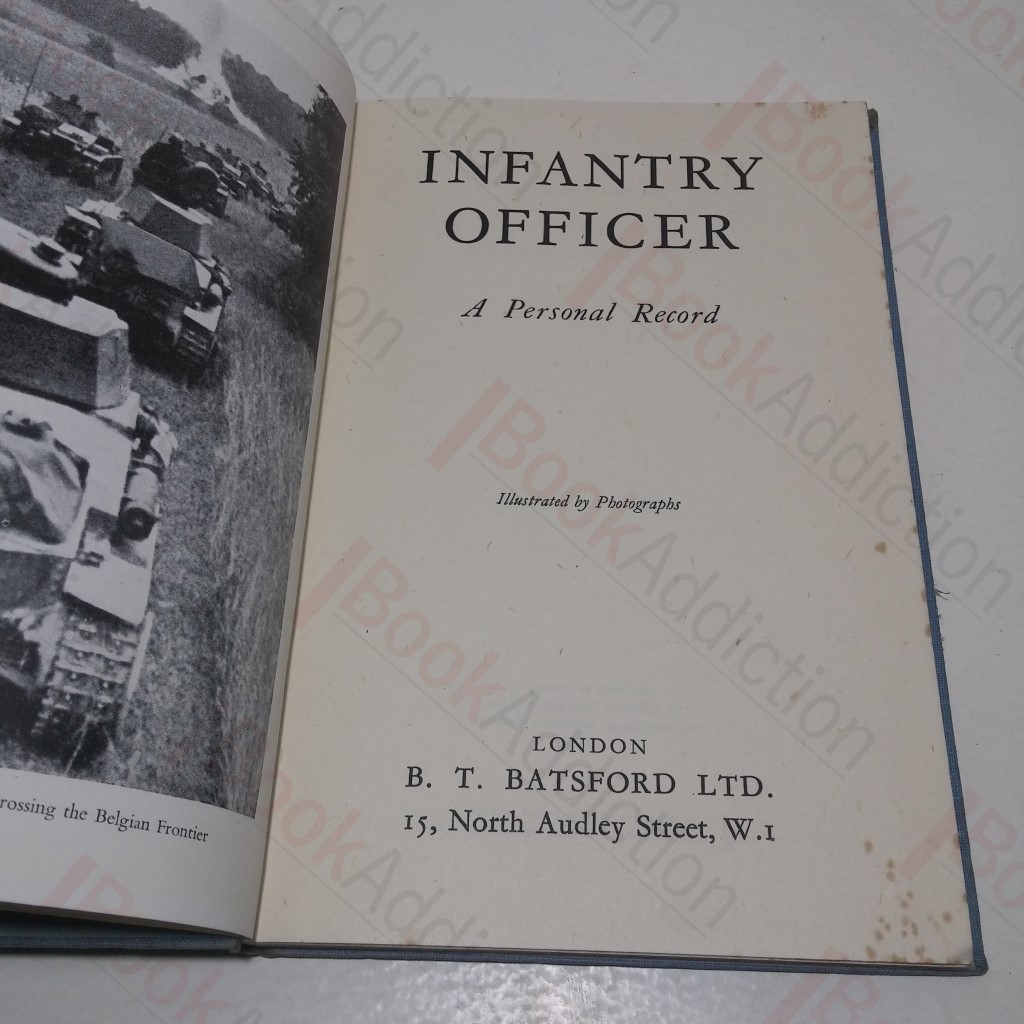 rossing the Belgian Frontier
INFANTRY
OFFICER
A Personal Record
Illustrated by Photographs
LONDON
B. T. BATSFORD LTD.
15, North Audley Street, W.1
BookAddiction